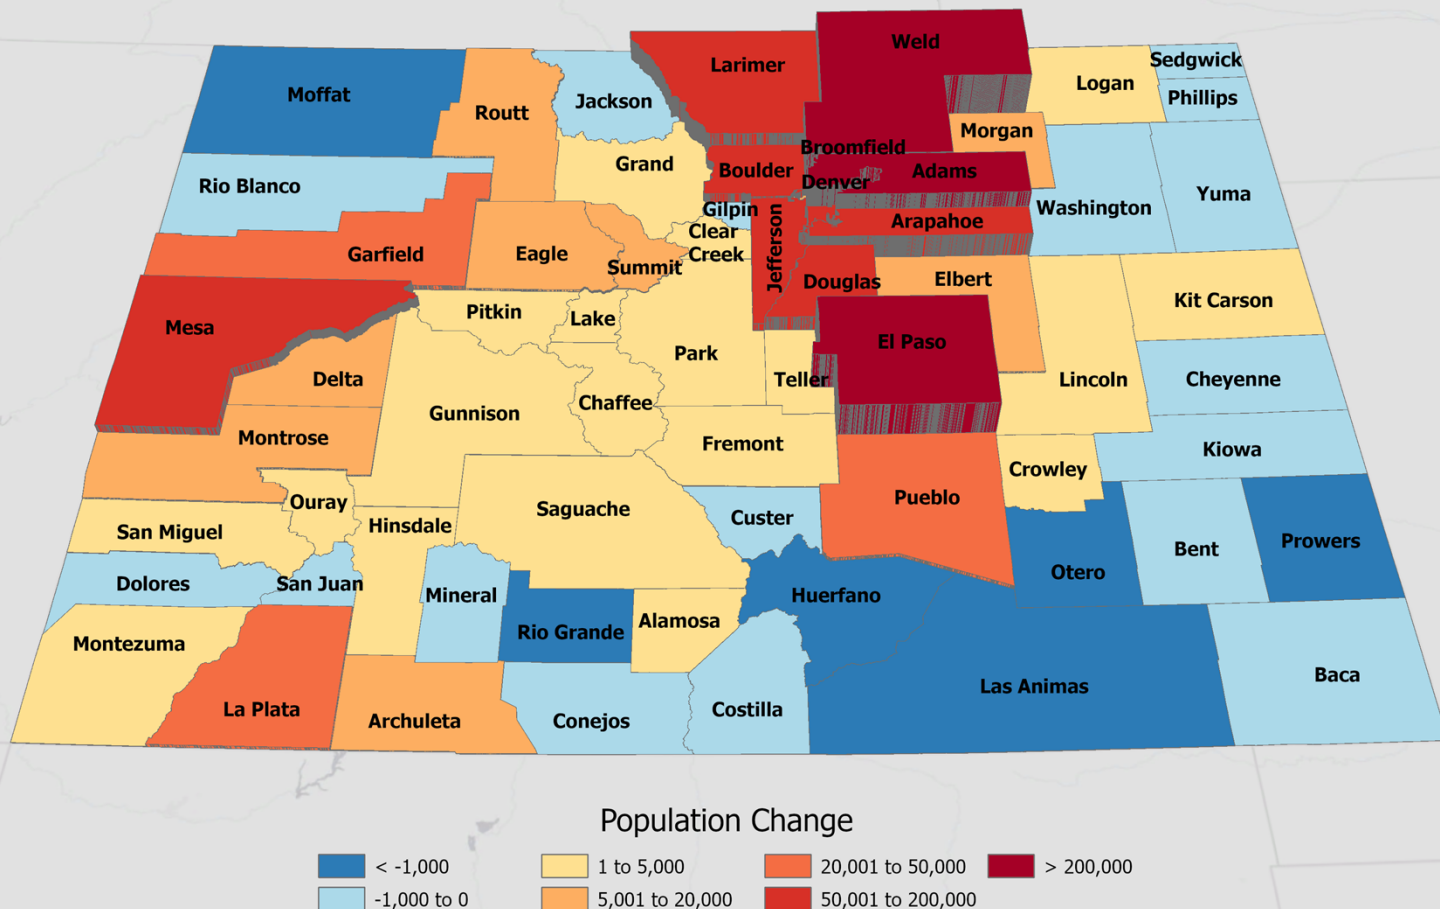 Weld
Larimer
Sedgwick
Logan
Moffat
Phillips
Jackson
Routt
Morgan
Broomfield
Grand
Boulder
Adams
Denver
Rio Blanco
Yuma
Washington
Gilpin
Arapahoe
Clear
Creek
Jefferson
Garfield
Eagle
Summit
Douglas
Elbert
Kit Carson
Pitkin
Lake
Mesa
El Paso
Park
Delta
Teller
Lincoln
Cheyenne
Chaffee
Gunnison
Montrose
Fremont
Kiowa
Crowley
Pueblo
Ouray
Saguache
Custer
Hinsdale
San Miguel
Prowers
Bent
Otero
Dolores
San Juan
Mineral
Huerfano
Alamosa
Rio Grande
Montezuma
Baca
Las Animas
La Plata
Costilla
Archuleta
Conejos
Population Change
< -1,000
1 to 5,000
20,001 to 50,000
> 200,000
-1,000 to 0
5,001 to 20,000
50,001 to 200,000